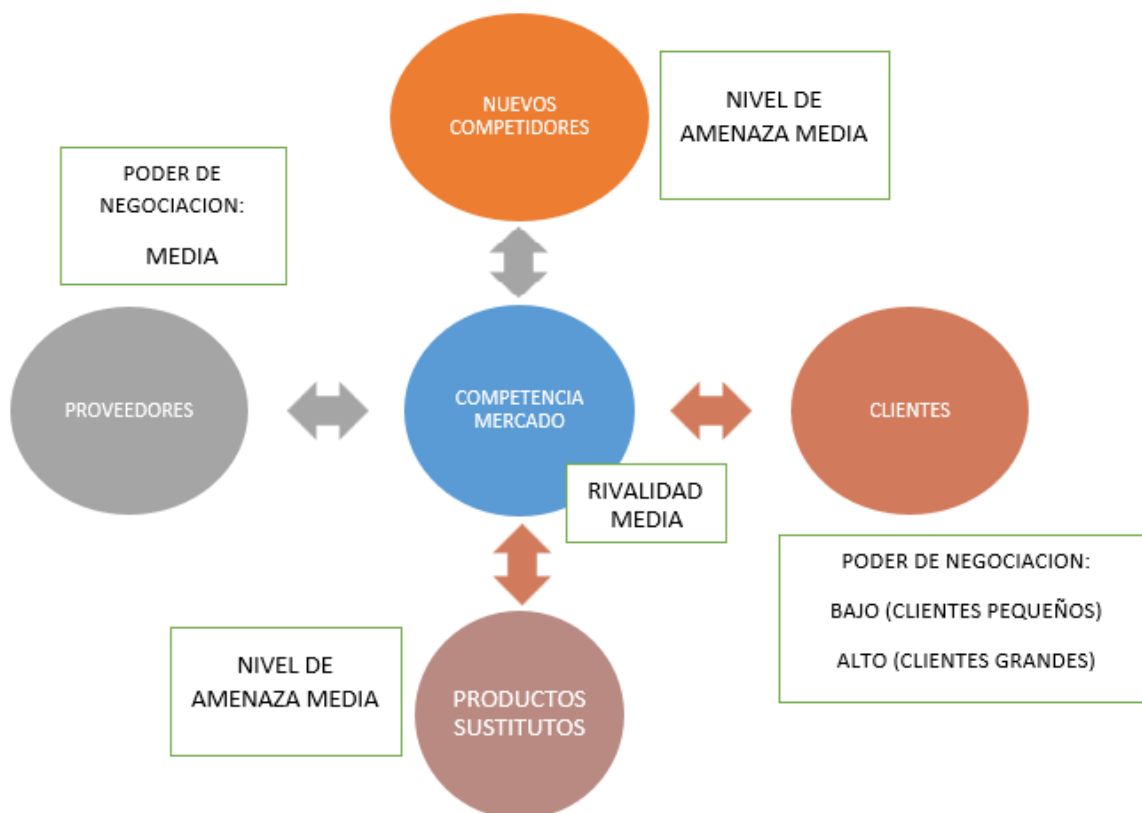 NUEVOS
COMPETIDORES
NIVEL DE
AMENAZA MEDIA
PODER DE
NEGOCIACION:
MEDIA
PROVEEDORES
COMPETENCIA
MERCADO
CLIENTES
RIVALIDAD
MEDIA
PODER DE NEGOCIACION:
BAJO (CLIENTES PEQUEÑOS)
ALTO (CLIENTES GRANDES)
NIVEL DE
AMENAZA MEDIA
PRODUCTOS
SUSTITUTOS